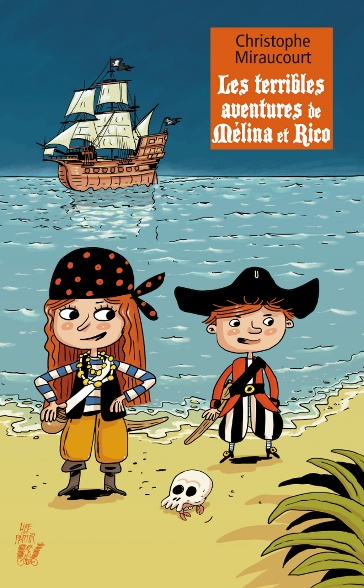 Christophe
Miraucourt
Les terribles
aventures de
Mélina et Rico